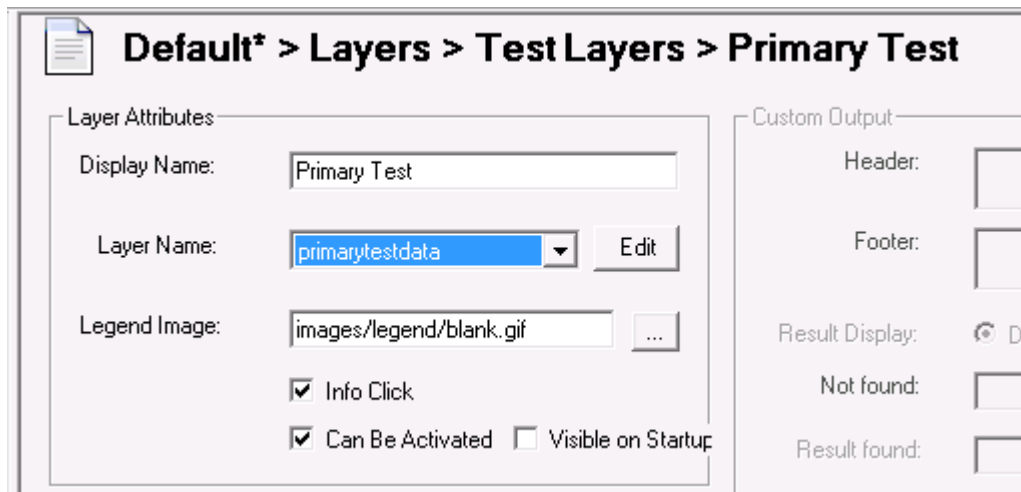 Default* > Layers > Test Layers > Primary Test
Layer Attributes
Display Name: Primary Test
Layer Name: primarytestdata Edit
Legend Image: images/legend/blank.gif ...
Info Click
Can Be Activated Visible on Startup
Custom Output
Header:
Footer:
Result Display: D
Not found:
Result found: